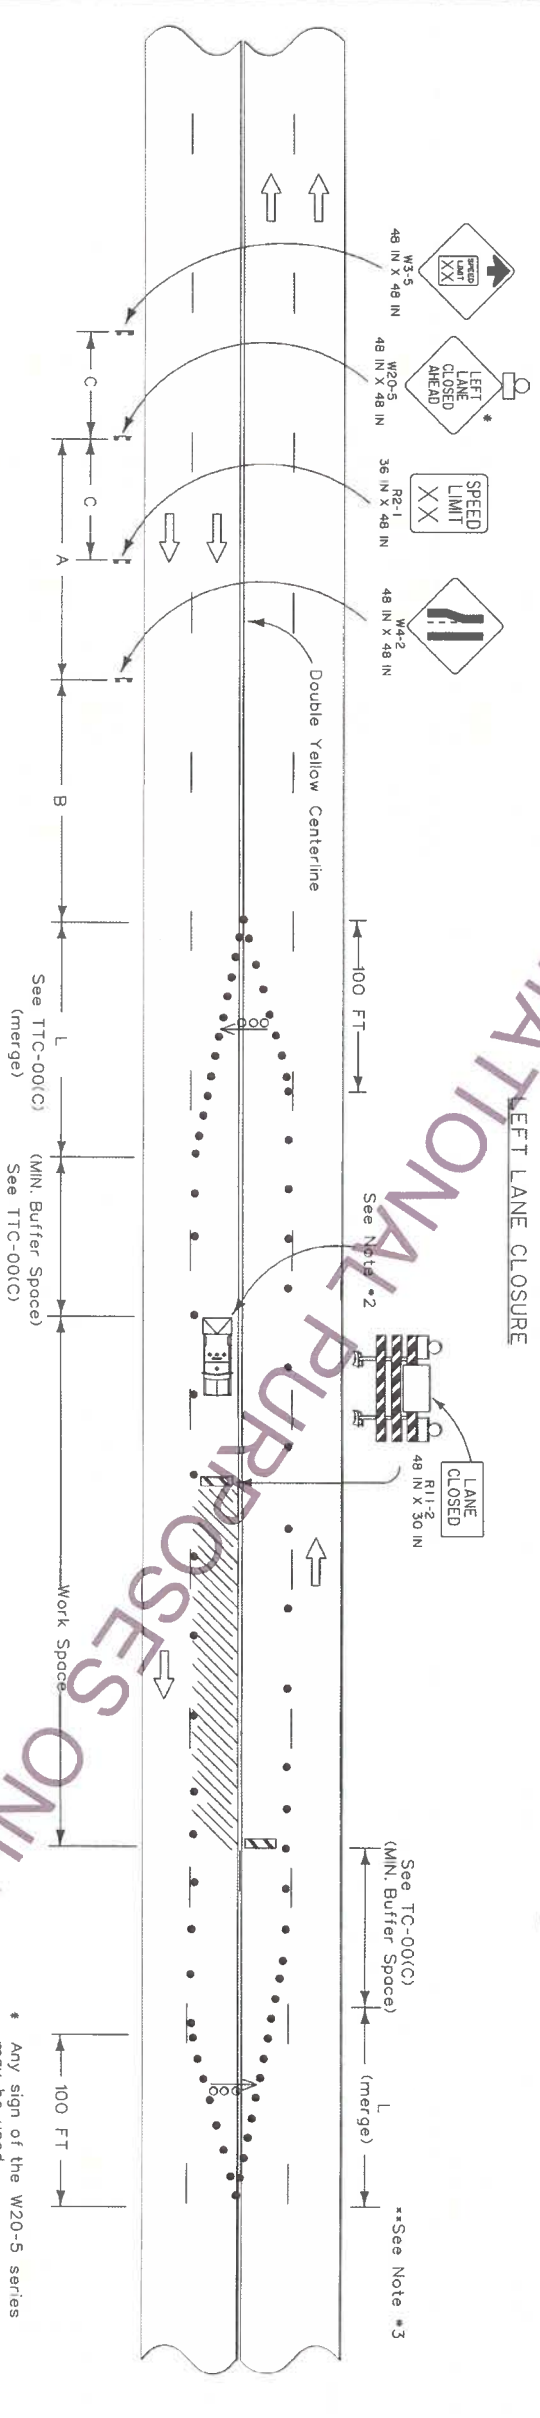 LEFT LANE CLOSURE
SPEED
LIMIT
XX
W3-5
48 IN X 48 IN
LEFT
LANE
CLOSED
AHEAD
*
W20-5
48 IN X 48 IN
SPEED
LIMIT
XX
R2-1
36 IN X 48 IN
W4-2
48 IN X 48 IN
Double Yellow Centerline
100 FT
See Note *2
LANE
CLOSED
R11-2
48 IN X 30 IN
See TC-00(C)
(MIN. Buffer Space)
L
(merge)
**See Note *3
C
C
A
B
L
See TTC-00(C)
(merge)
(MIN. Buffer Space)
See TTC-00(C)
Work Space
100 FT
* Any sign of the W20-5 series
PURPOSES